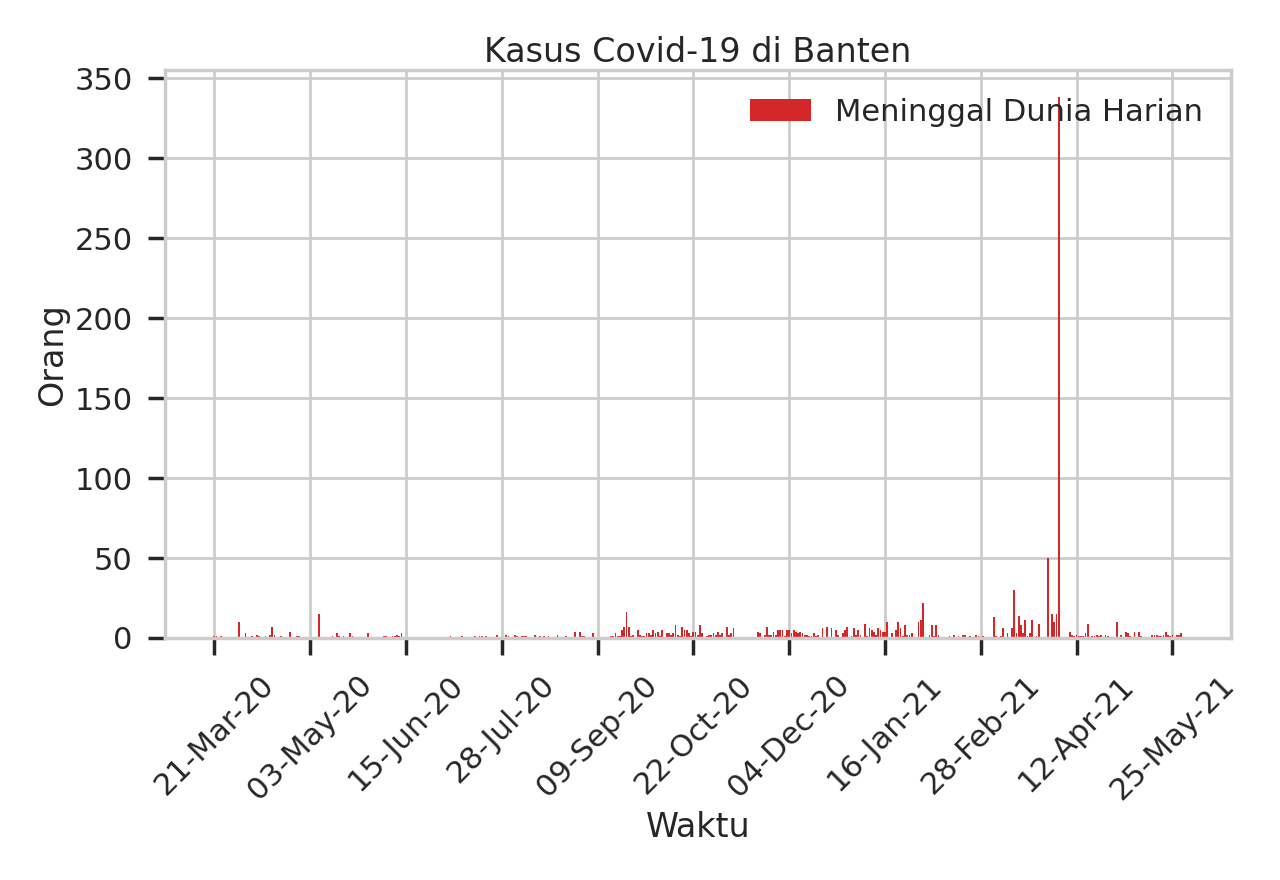 Kasus Covid-19 di Banten
Meninggal Dunia Harian
Orang
350
300
250
200
150
100
50
0
21-Mar-20
03-May-20
15-Jun-20
28-Jul-20
09-Sep-20
22-Oct-20
04-Dec-20
16-Jan-21
28-Feb-21
12-Apr-21
25-May-21
Waktu